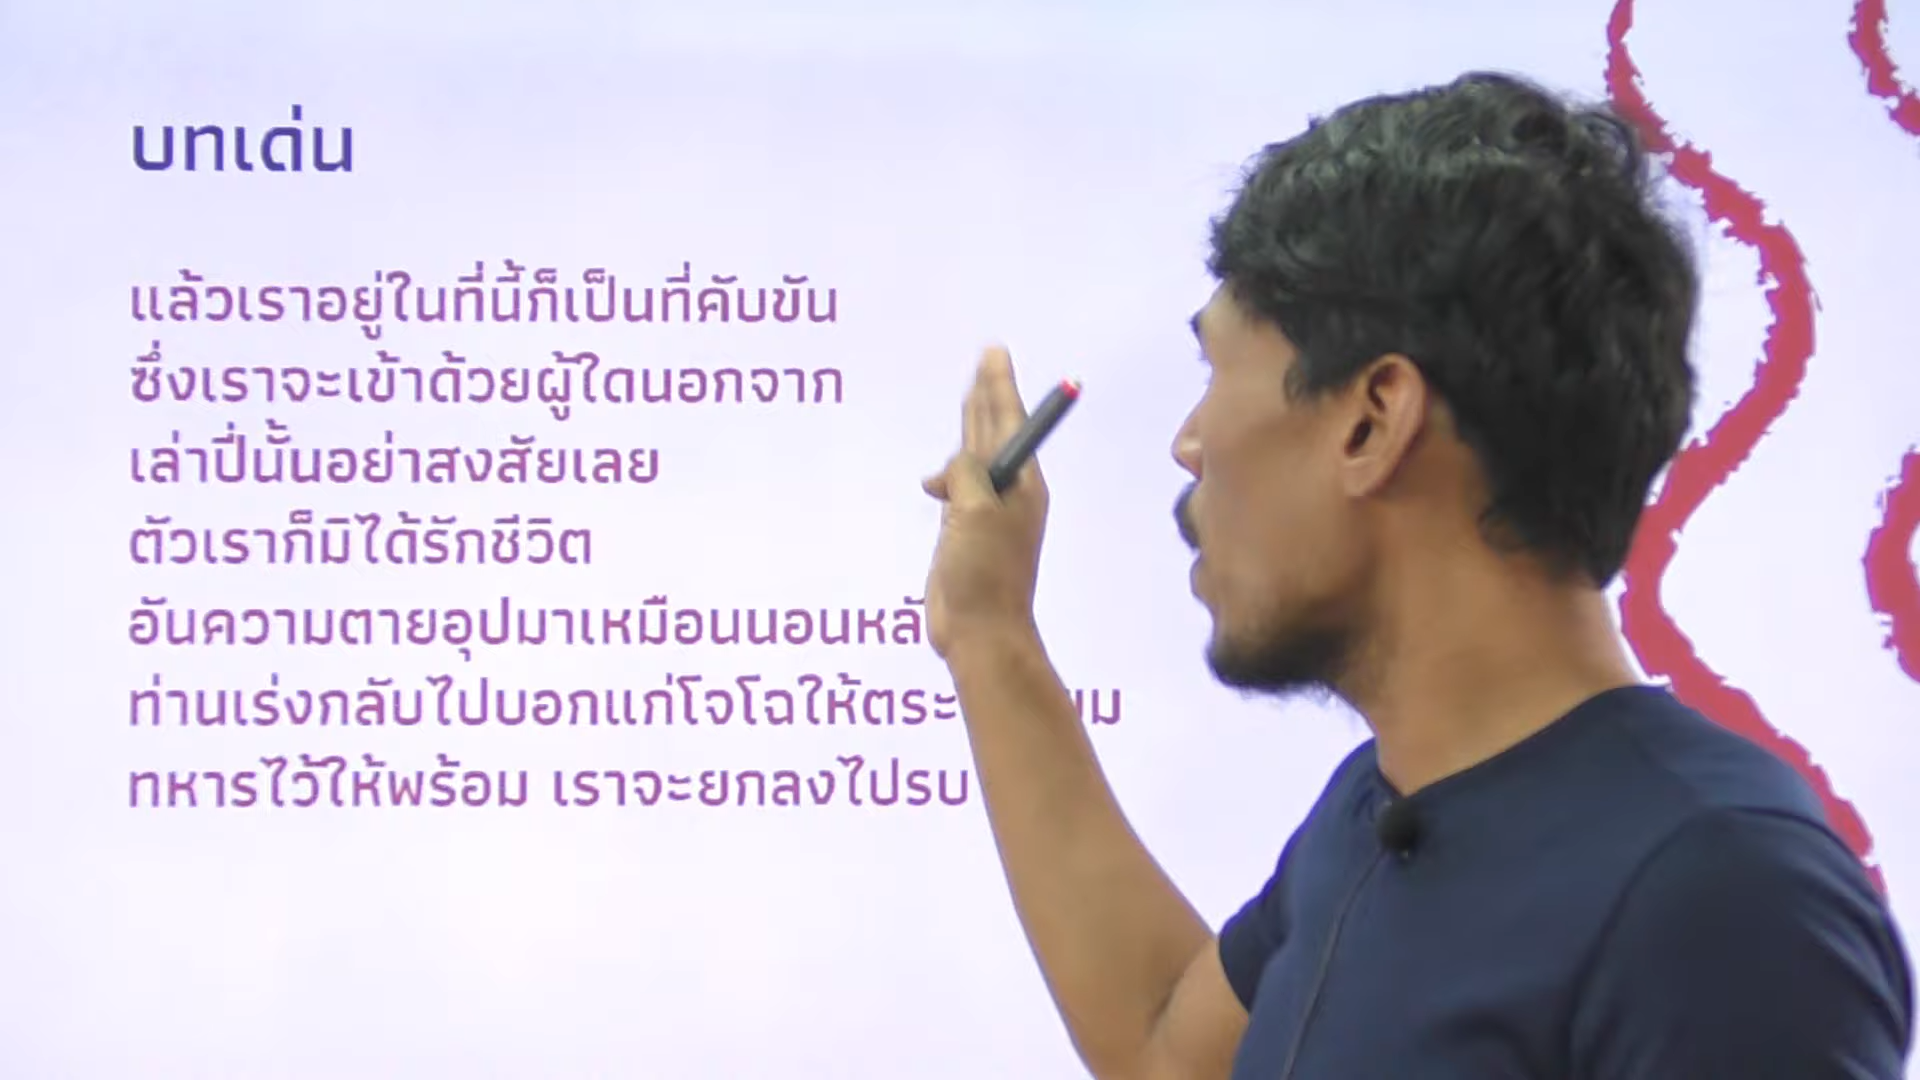 บทเด่น
แล้วเราอยู่ในที่นี้ก็เป็นที่คับขัน
ซึ่งเราจะเข้าด้วยผู้ใดนอกจาก
เล่าปี่นั้นอย่าสงสัยเลย
ตัวเราก็มิได้รักชีวิต
อันความตายอุปมาเหมือนนอนหลั
ท่านเร่งกลับไปบอกแก่โจโฉให้ตระ
ทหารไว้ให้พร้อม เราจะยกลงไปรบ